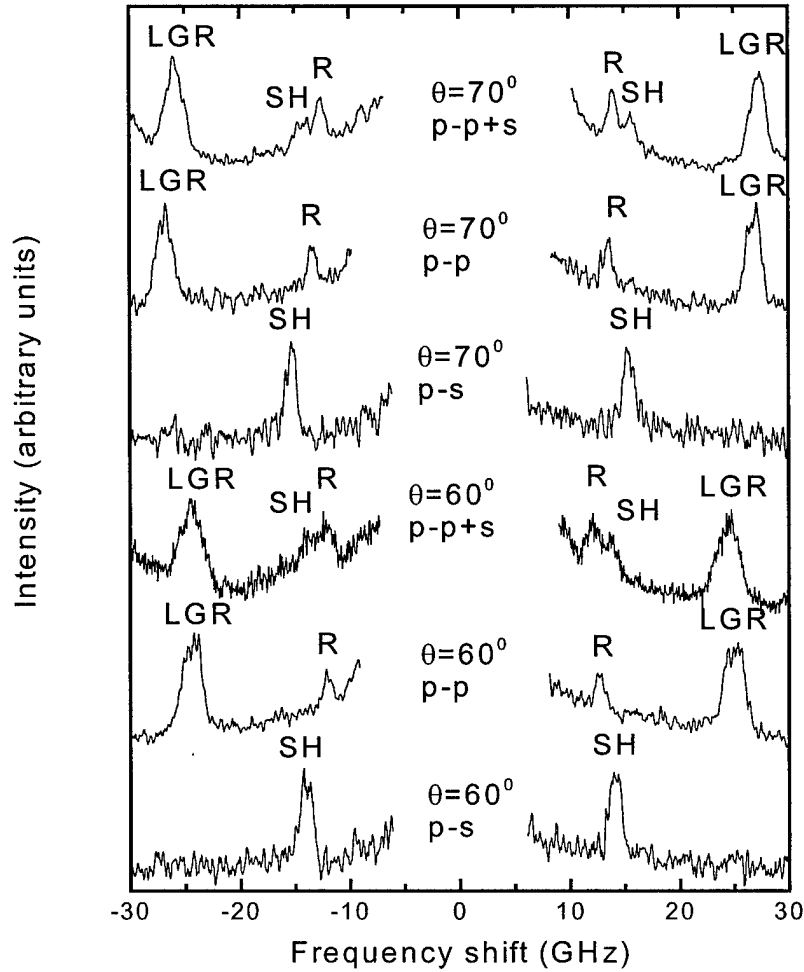 LGR
SH
R
θ=70⁰
p-p+s
R
SH
LGR
LGR
R
θ=70⁰
p-p
R
LGR
SH
θ=70⁰
p-s
SH
LGR
SH
R
θ=60⁰
p-p+s
R
SH
LGR
LGR
R
θ=60⁰
p-p
R
LGR
SH
θ=60⁰
p-s
SH
Intensity (arbitrary units)
-30 -20 -10 0 10 20 30
Frequency shift (GHz)